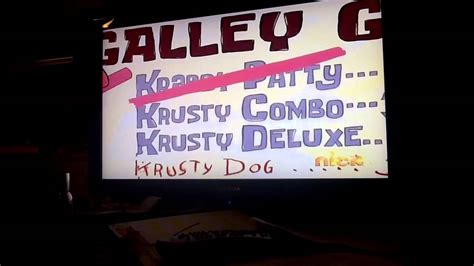 GALLEY G
KRABBY PATTY...
KRUSTY COMBO...
KRUSTY DELUXE..
nick
KRUSTY DOG .....